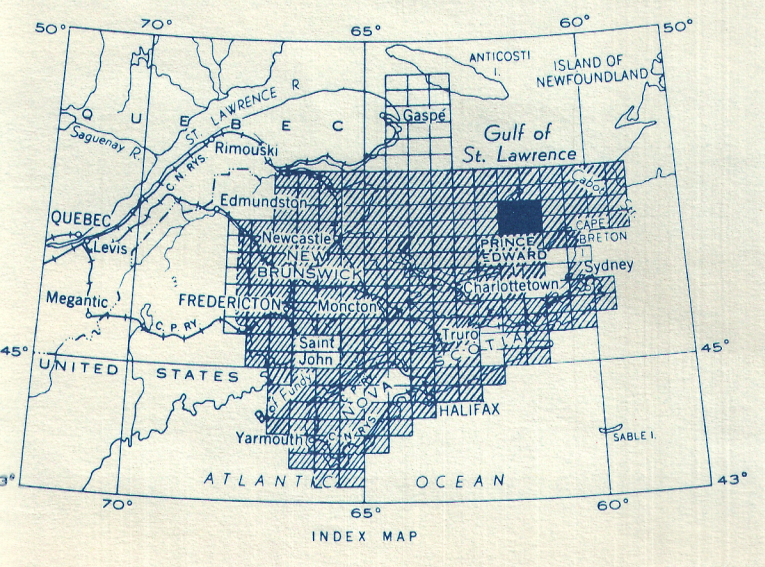 50° 70° 65° 60° 50°
ANTICOSTI
I.
ISLAND OF
NEWFOUNDLAND
Q U E B E C
ST. LAWRENCE R
Gaspé
Saguenay R.
Rimouski
C.N. RYS.
Gulf of
St. Lawrence
Cabot
Edmundston
QUEBEC
Levis
Newcastle
NEW
BRUNSWICK
PRINCE
EDWARD
CAPE
BRETON
I
Sydney
Megantic
FREDERICTON
Moncton
Charlottetown
C. P. RY
Saint
John
Truro
SCOTIA
45° 45°
UNITED STATES
B of Fundy
C. P. RY
NOVA
HALIFAX
Yarmouth
C. N. RYS.
SABLE I.
ATLANTIC OCEAN
3° 43°
70° 65° 60°
INDEX MAP